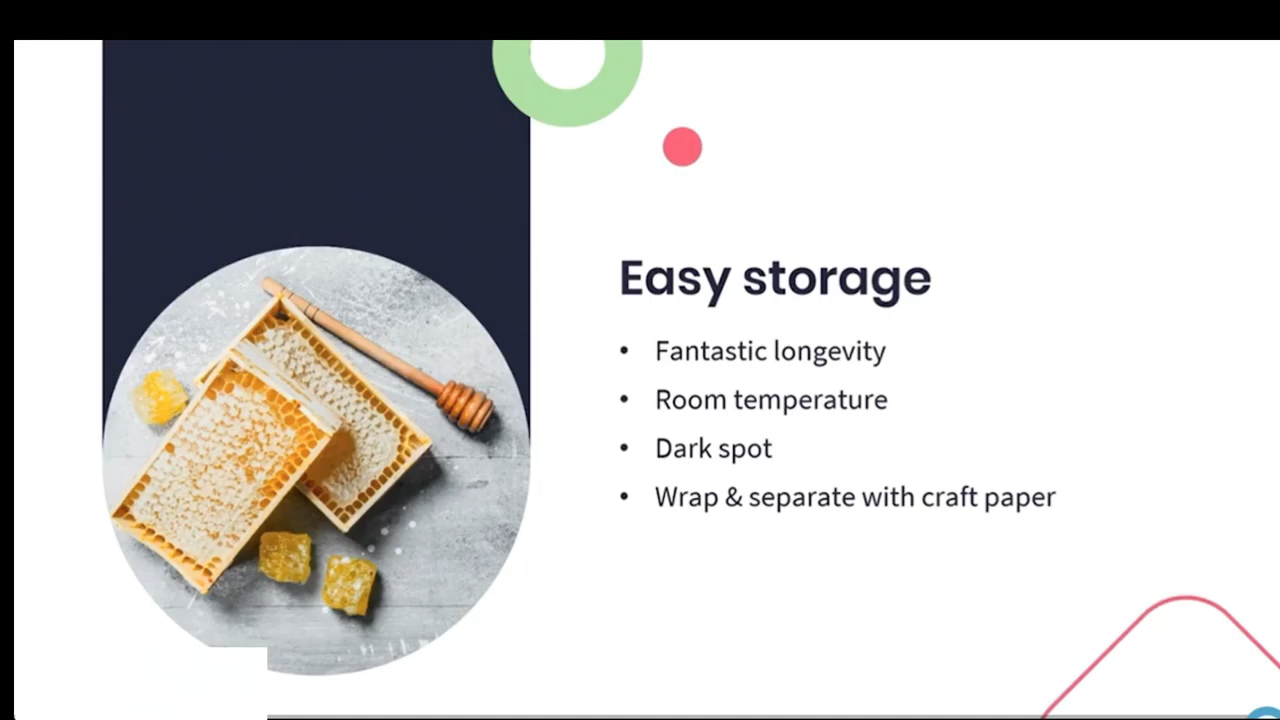 Easy storage
• Fantastic longevity
• Room temperature
• Dark spot
• Wrap & separate with craft paper